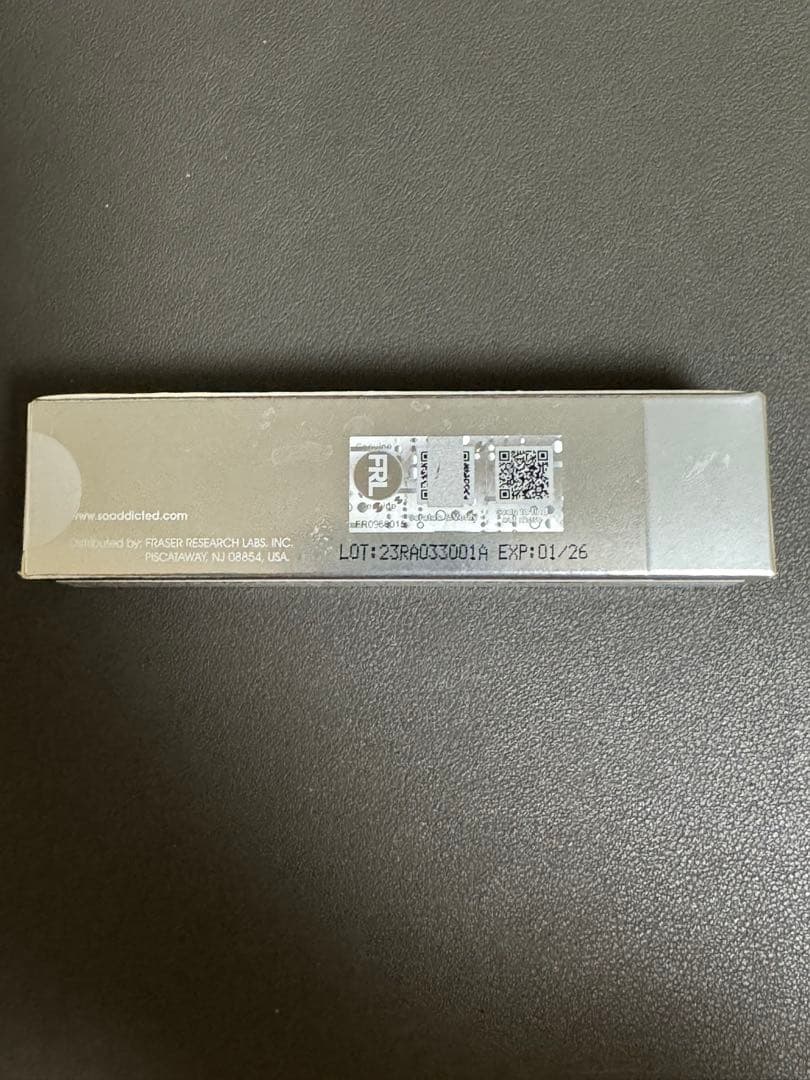 Genuine
FRL
FR0968015
www.soaddicted.com
Distributed by: FRASER RESEARCH LABS, INC.
PISCATAWAY, NJ 08854, USA.
LOT:23RA033001A EXP:01/26